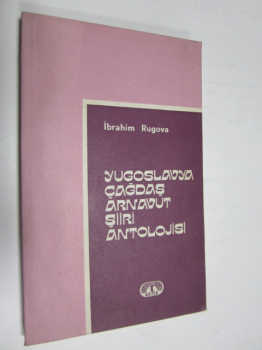 İbrahim Rugova
YUGOSLAVYA
ÇAĞDAŞ
ARNAVUT
ŞİİRİ
ANTOLOJİSİ